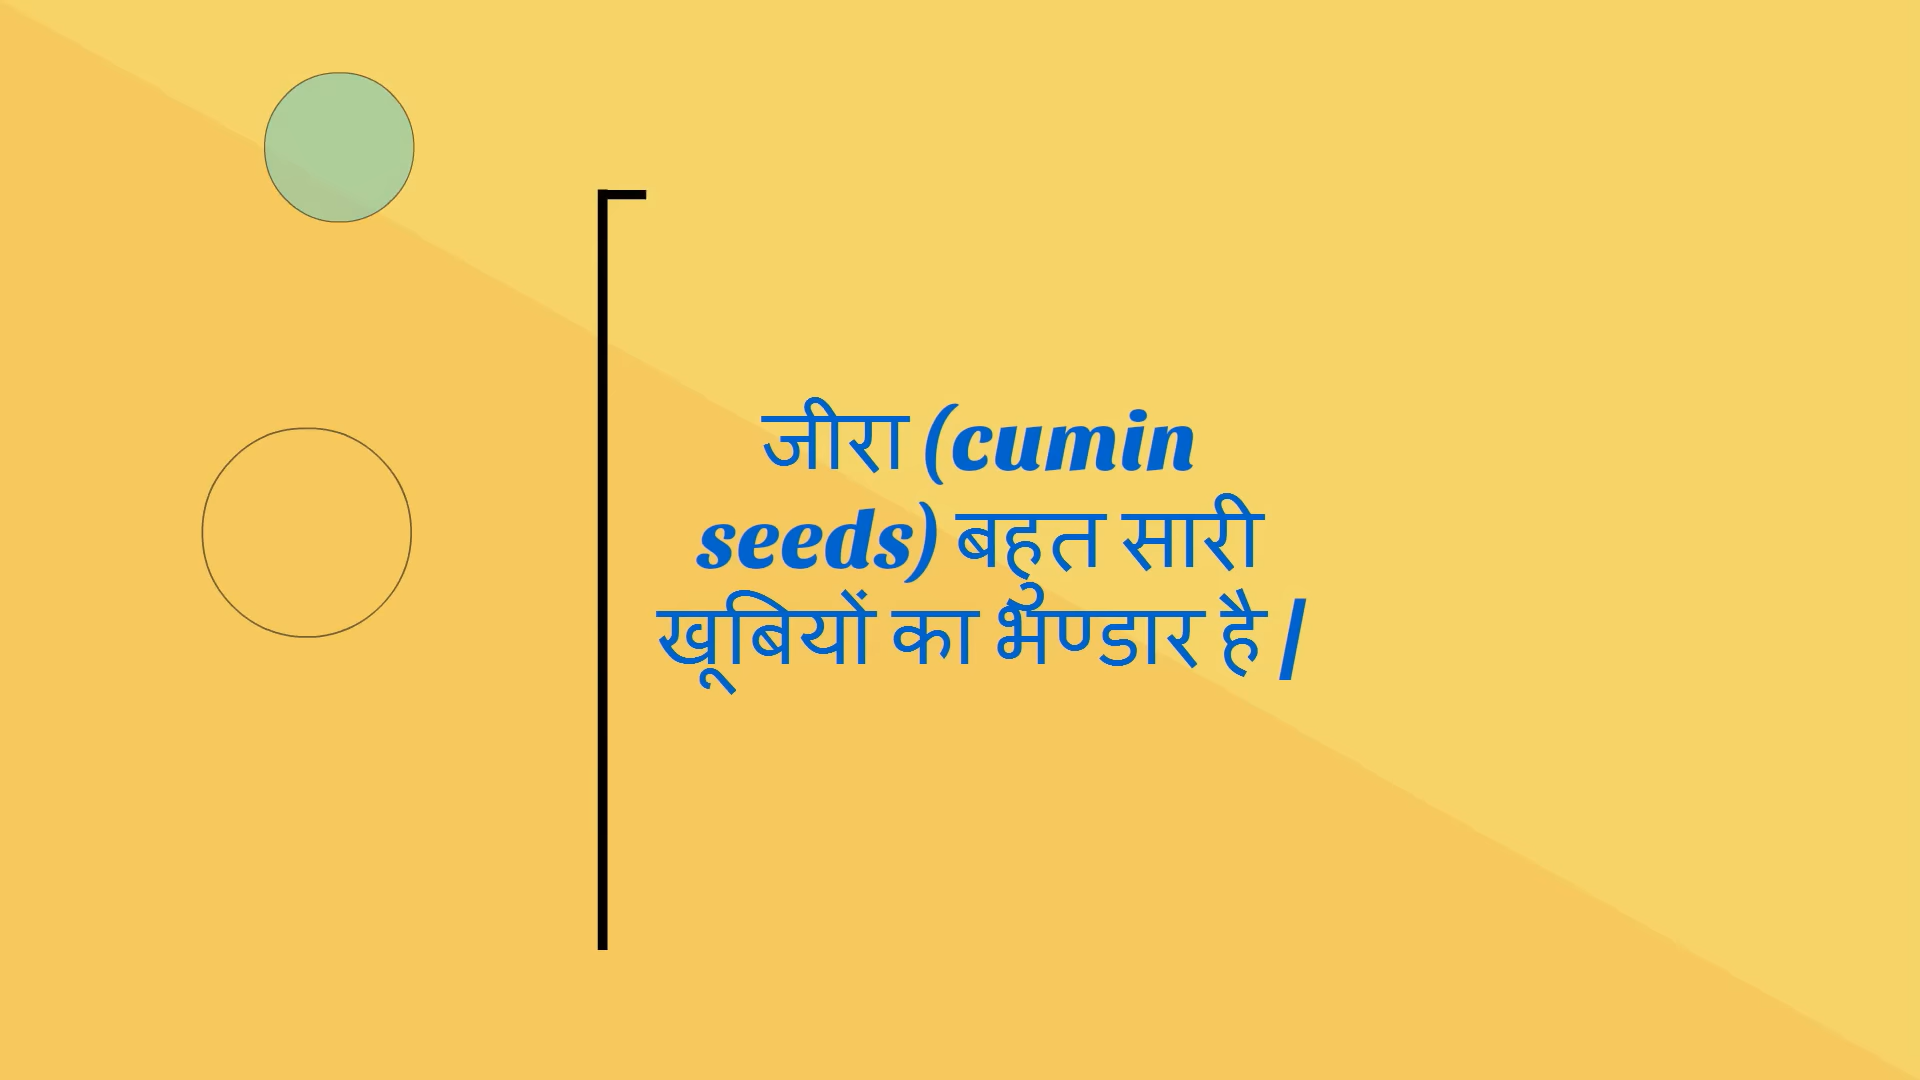 जीरा (cumin
seeds) बहुत सारी
खूबियों का भण्डार है |